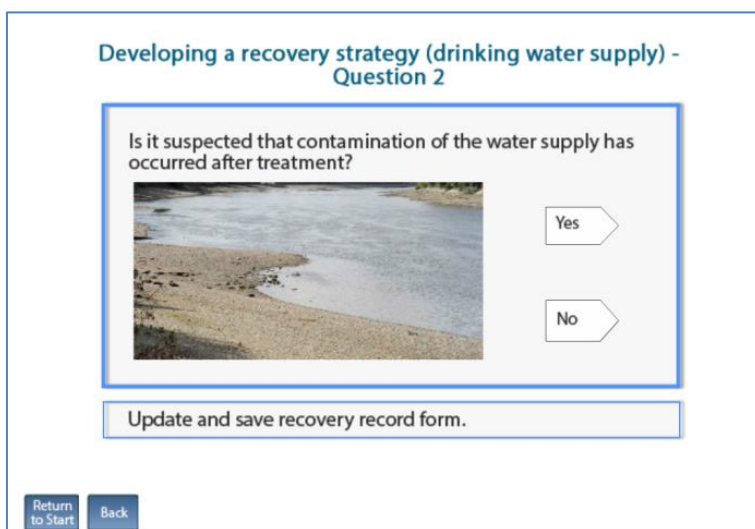 Developing a recovery strategy (drinking water supply) -
Question 2
Is it suspected that contamination of the water supply has
occurred after treatment?
Yes
No
Update and save recovery record form.
Return
to Start
Back